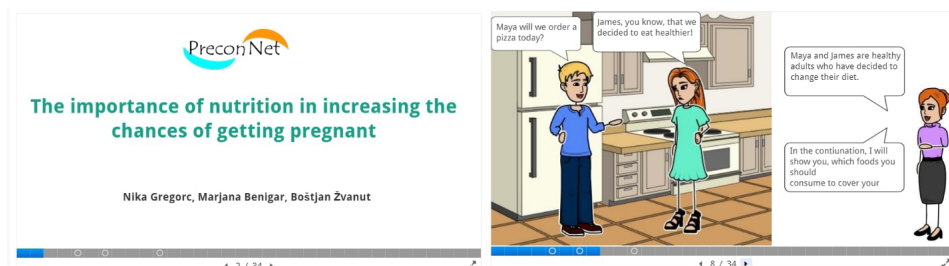 Precon Net
The importance of nutrition in increasing the
chances of getting pregnant
Nika Gregorc, Marjana Benigar, Boštjan Žvanut
2 / 34
Maya will we order a
pizza today?
James, you know, that we
decided to eat healthier!
Maya and James are healthy
adults who have decided to
change their diet.
In the contiunation, I will
show you, which foods you
should
consume to cover your
8 / 34